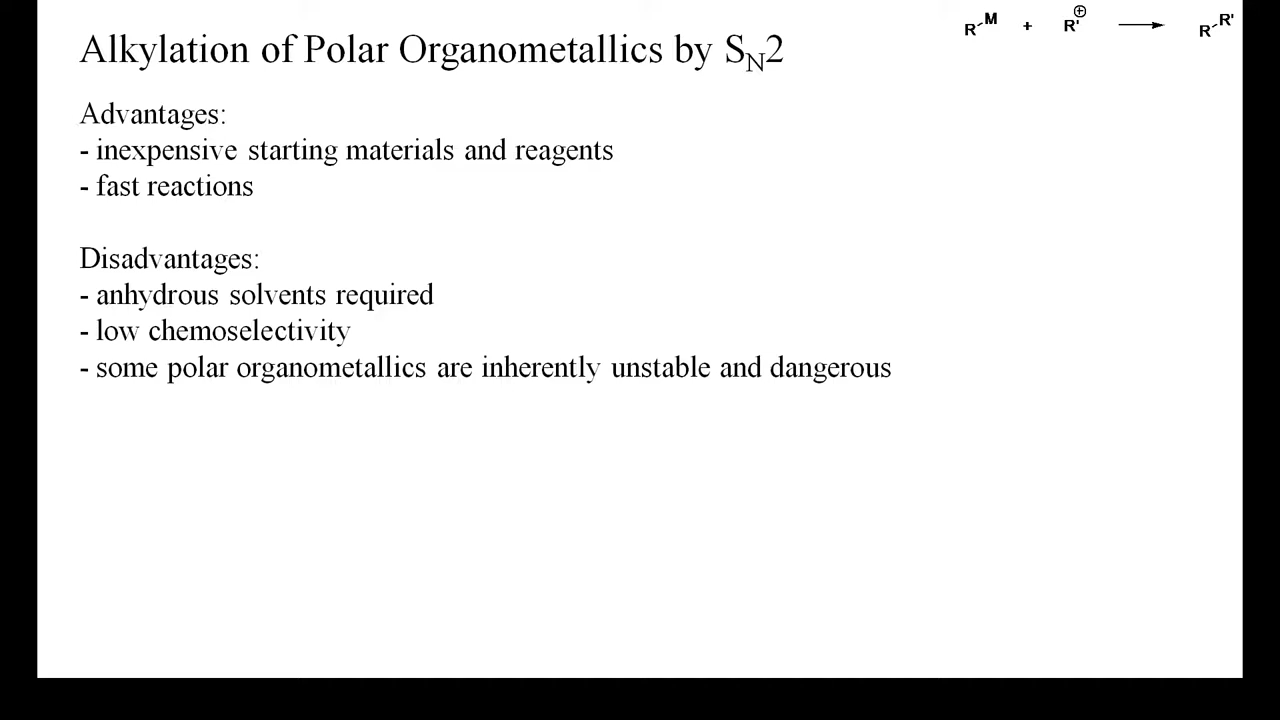 Alkylation of Polar Organometallics by SN2
R-M + R'⊕ → R-R'
Advantages:
- inexpensive starting materials and reagents
- fast reactions
Disadvantages:
- anhydrous solvents required
- low chemoselectivity
- some polar organometallics are inherently unstable and dangerous